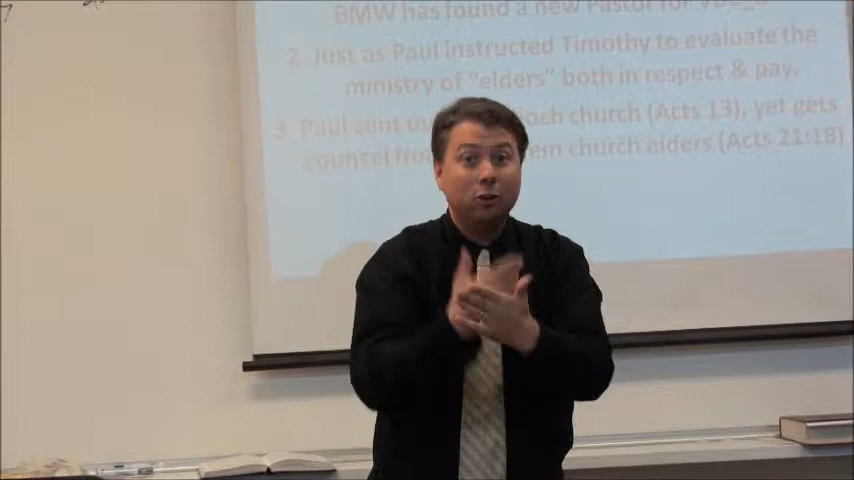 BMW has found a new Pastor for
2. Just as Paul instructed Timothy to evaluate the
ministry of "elders" both in respect & pay.
3. Paul sent church (Acts 13), yet gets
counsel church elders (Acts 21:18)